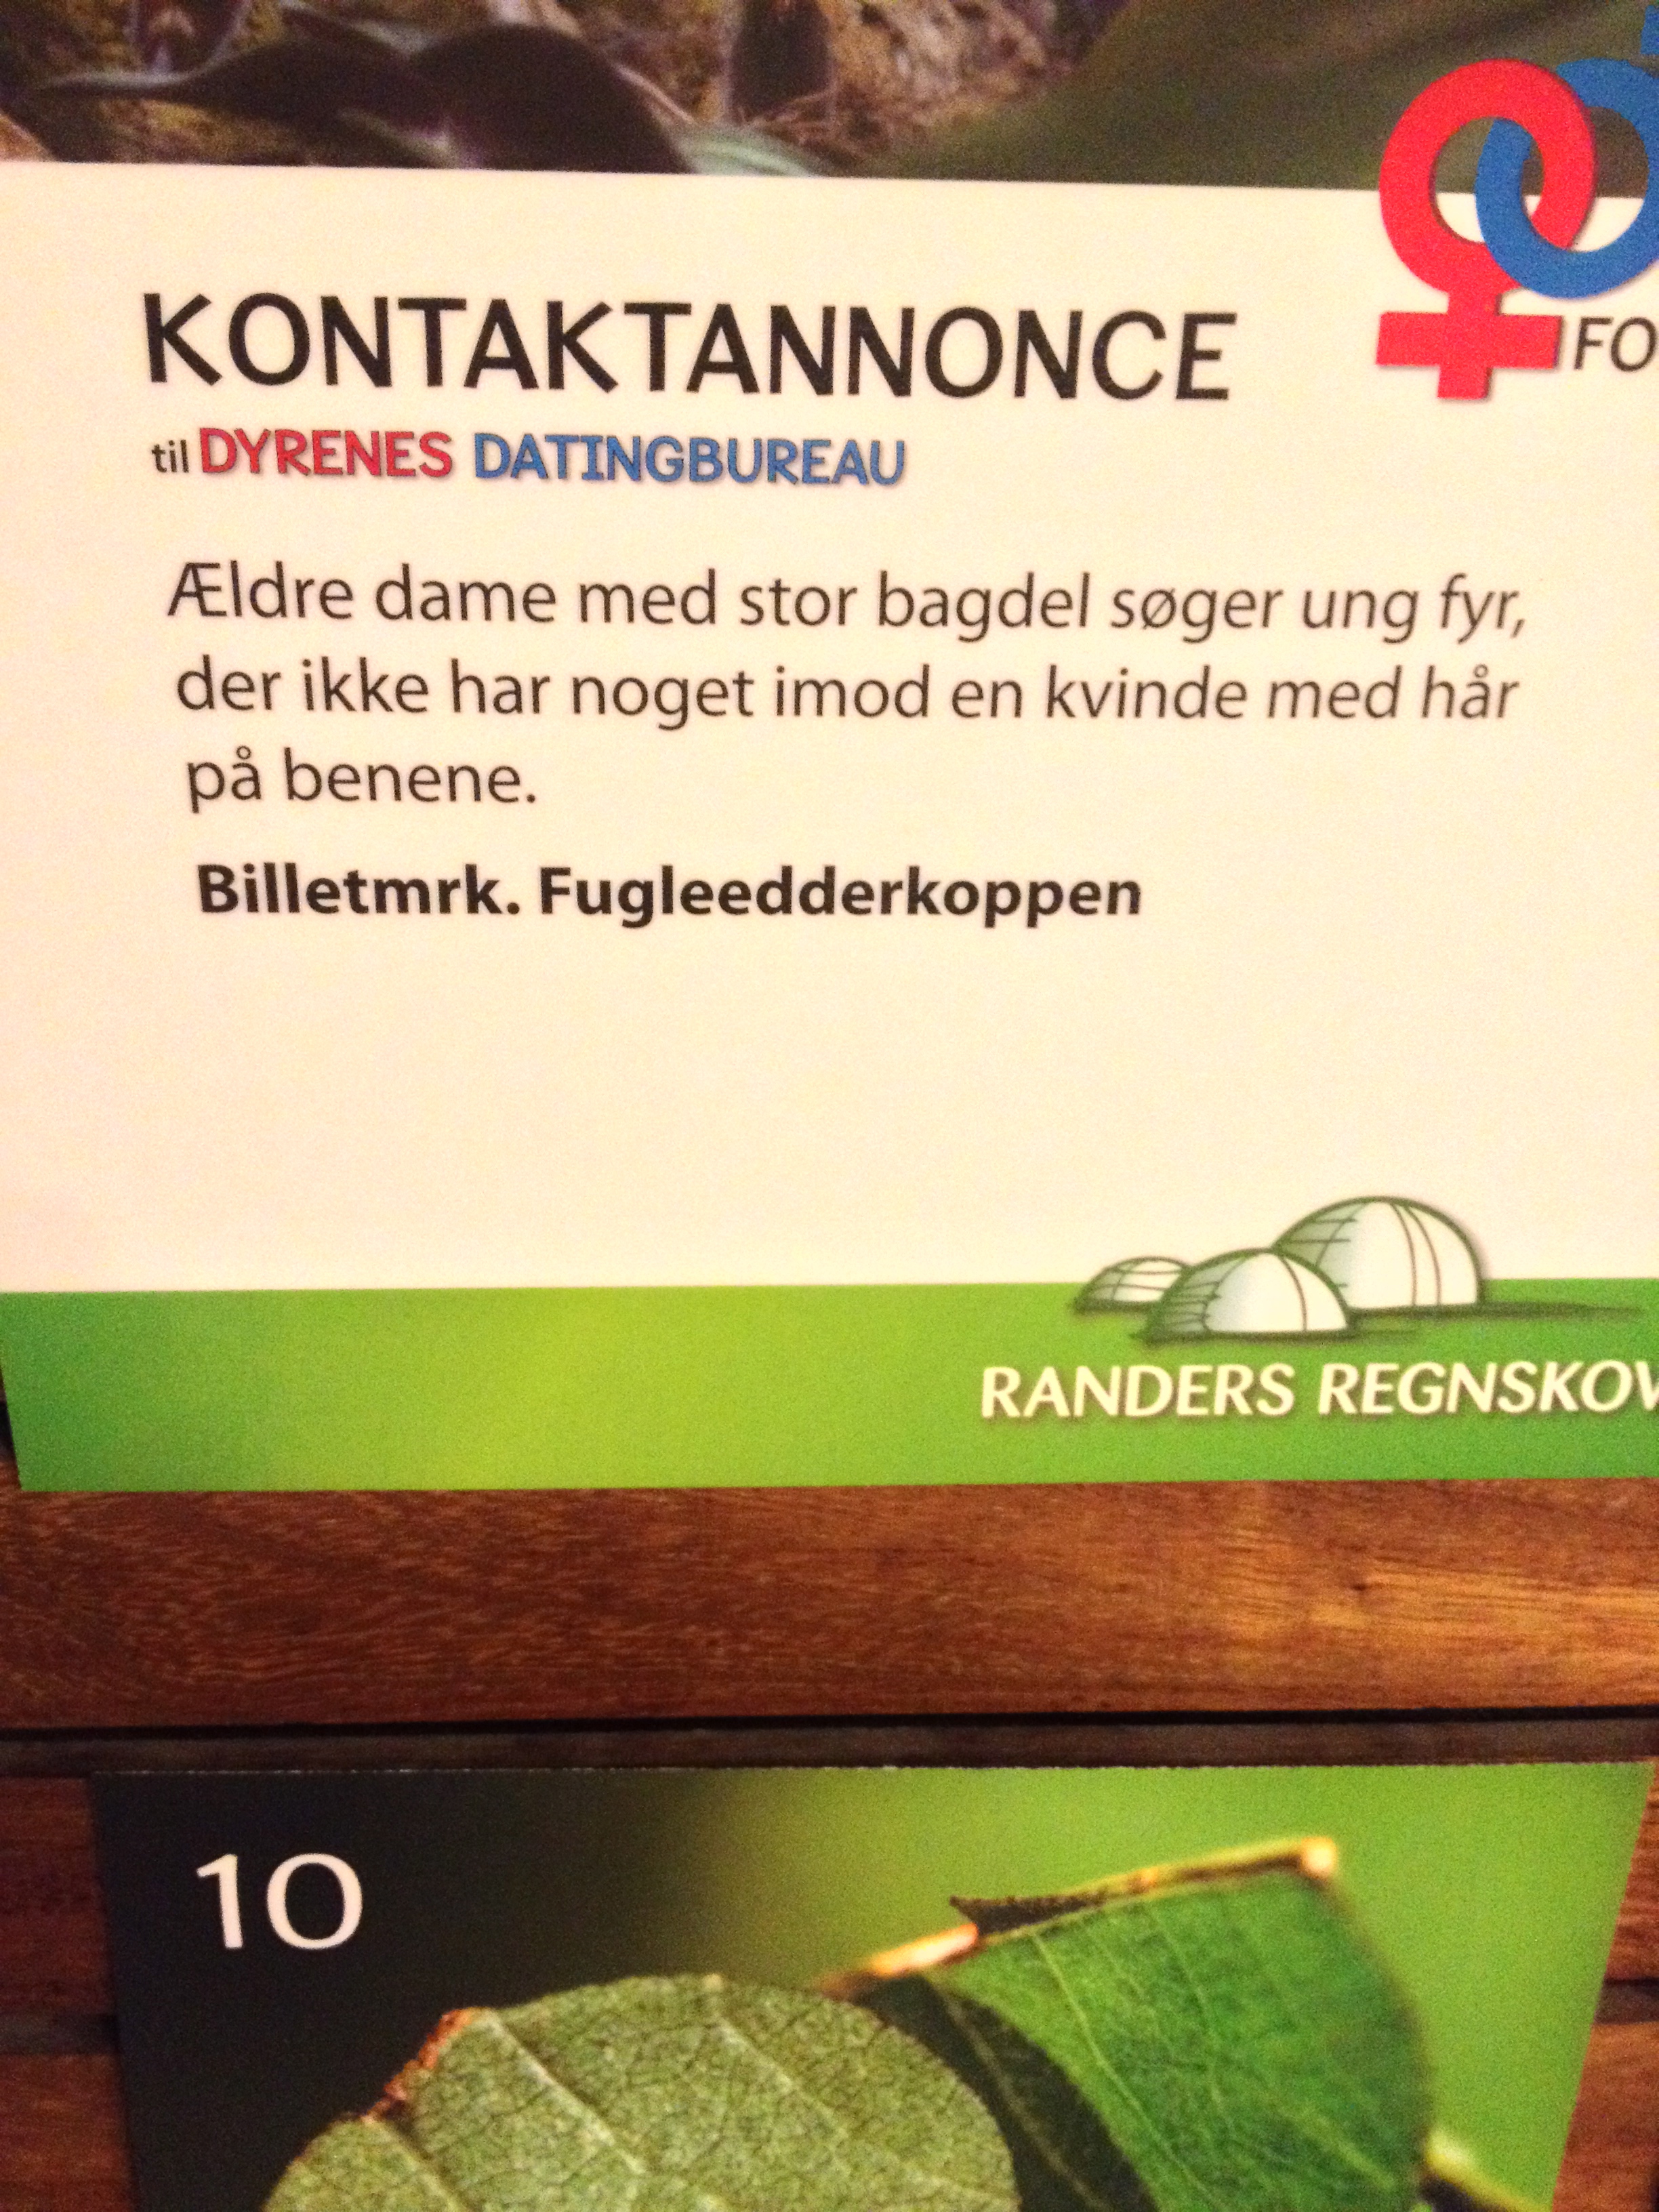 KONTAKTANNONCE
til DYRENES DATINGBUREAU
Ældre dame med stor bagdel søger ung fyr,
der ikke har noget imod en kvinde med hår
på benene.
Billetmrk. Fugleedderkoppen
RANDERS REGNSKOV
10